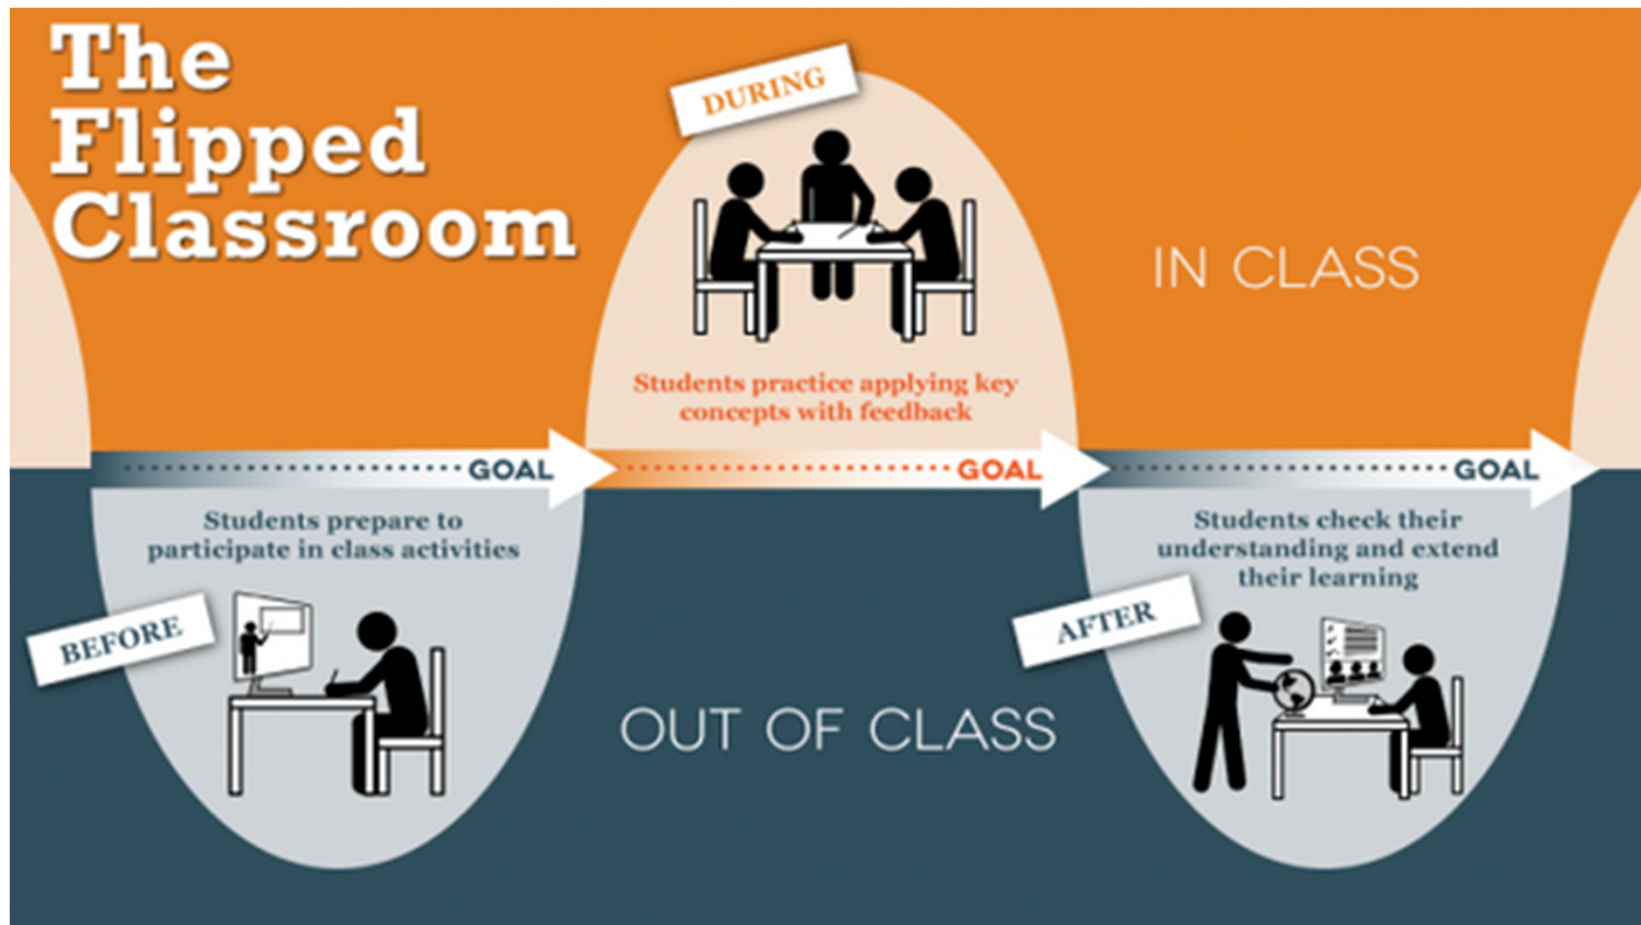 The
Flipped
Classroom
DURING
IN CLASS
Students practice applying key
concepts with feedback
GOAL
GOAL
GOAL
Students prepare to
participate in class activities
BEFORE
OUT OF CLASS
Students check their
understanding and extend
their learning
AFTER